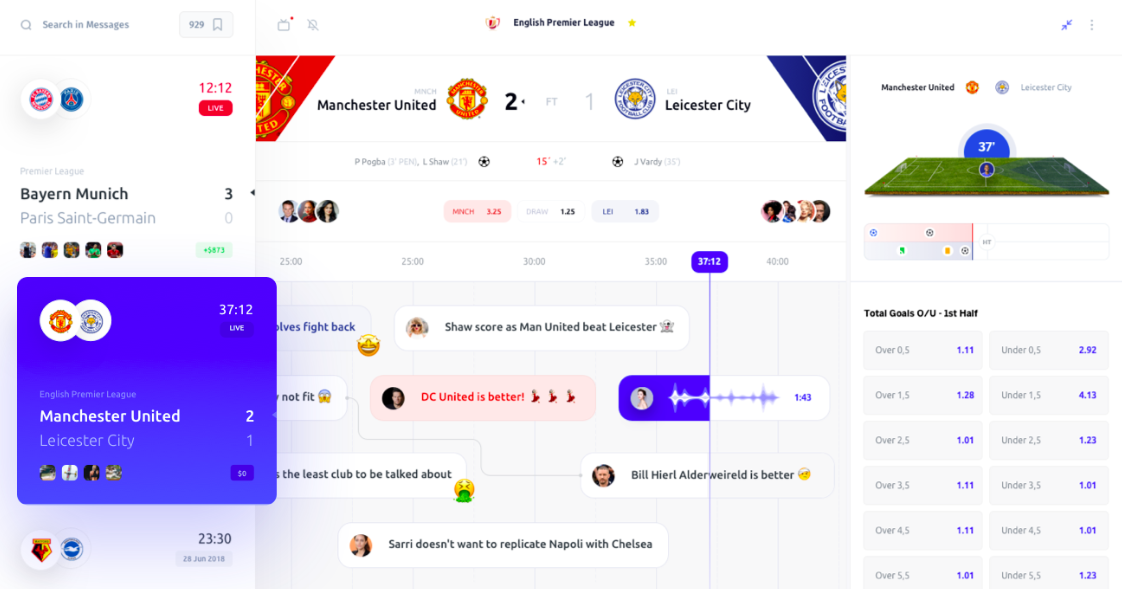 Search in Messages
929
12:12
LIVE
Premier League
Bayern Munich 3
Paris Saint-Germain 0
+$873
37:12
LIVE
English Premier League
Manchester United 2
Leicester City 1
$0
23:30
28 Jun 2018
English Premier League
MNCH
Manchester United
2 FT 1
LEI
Leicester City
P Pogba (3' PEN), L Shaw (21')
15' +2'
J Vardy (35')
MNCH 3.25
DRAW 1.25
LEI 1.83
25:00 25:00 30:00 35:00 37:12 40:00
olves fight back
Shaw score as Man United beat Leicester
not fit
DC United is better!
1:43
s the least club to be talked about
Bill Hierl Alderweireld is better
Sarri doesn't want to replicate Napoli with Chelsea
Manchester United
Leicester City
37'
HT
Total Goals O/U - 1st Half
Over 0,5 1.11 Under 0,5 2.92
Over 1,5 1.28 Under 1,5 4.13
Over 2,5 1.01 Under 2,5 1.23
Over 3,5 1.11 Under 3,5 1.01
Over 4,5 1.11 Under 4,5 1.01
Over 5,5 1.01 Under 5,5 1.23